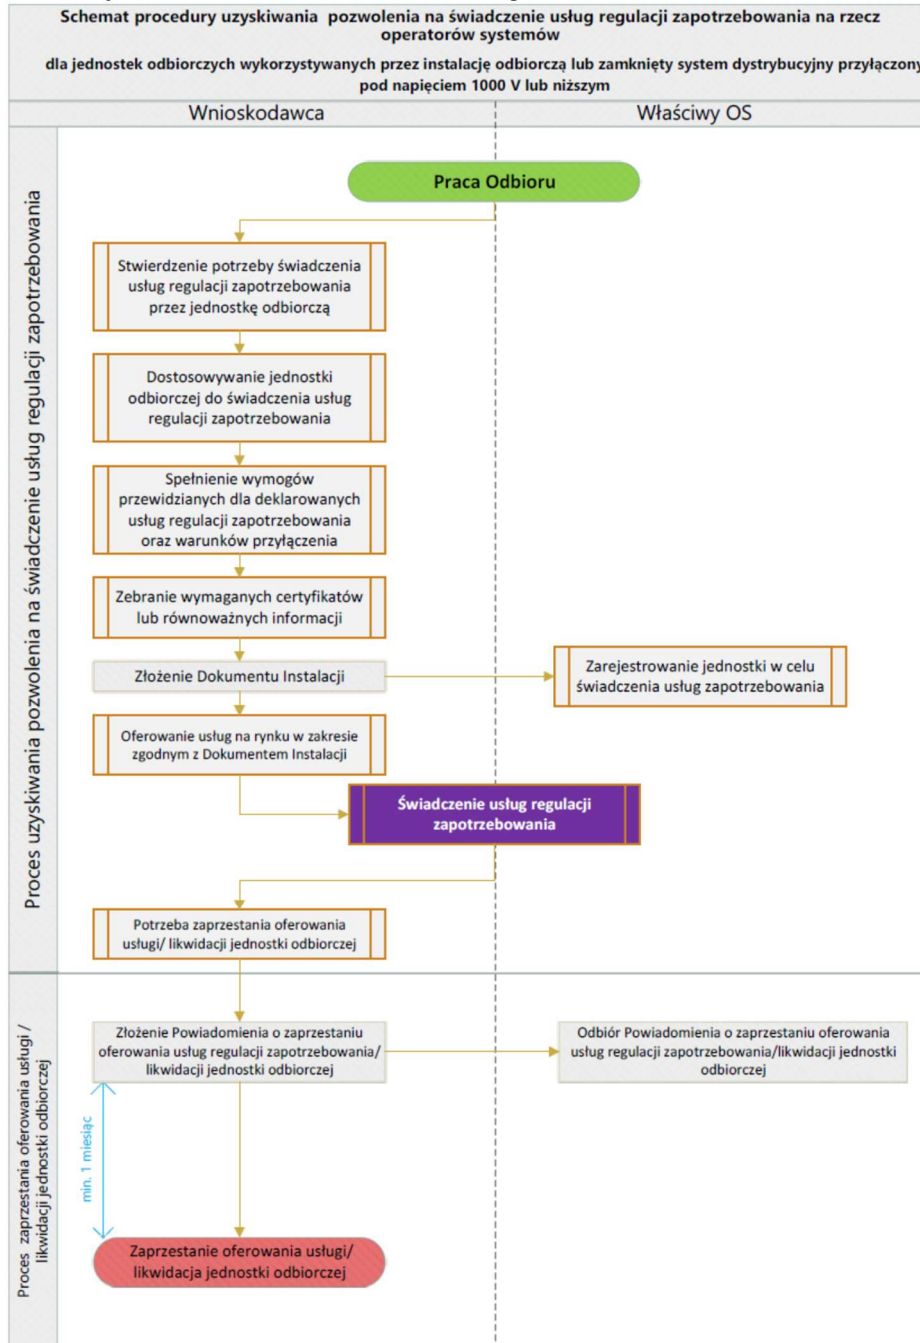 Schemat procedury uzyskiwania pozwolenia na świadczenie usług regulacji zapotrzebowania na rzecz
operatorów systemów
dla jednostek odbiorczych wykorzystywanych przez instalację odbiorczą lub zamknięty system dystrybucyjny przyłączony
pod napięciem 1000 V lub niższym
Wnioskodawca
Właściwy OS
Proces uzyskiwania pozwolenia na świadczenie usług regulacji zapotrzebowania
Praca Odbioru
Stwierdzenie potrzeby świadczenia
usług regulacji zapotrzebowania
przez jednostkę odbiorczą
Dostosowywanie jednostki
odbiorczej do świadczenia usług
regulacji zapotrzebowania
Spełnienie wymogów
przewidzianych dla deklarowanych
usług regulacji zapotrzebowania
oraz warunków przyłączenia
Zebranie wymaganych certyfikatów
lub równoważnych informacji
Złożenie Dokumentu Instalacji
Zarejestrowanie jednostki w celu
świadczenia usług zapotrzebowania
Oferowanie usług na rynku w zakresie
zgodnym z Dokumentem Instalacji
Świadczenie usług regulacji
zapotrzebowania
Potrzeba zaprzestania oferowania
usługi/ likwidacji jednostki odbiorczej
Proces zaprzestania oferowania usługi /
likwidacji jednostki odbiorczej
Złożenie Powiadomienia o zaprzestaniu
oferowania usług regulacji zapotrzebowania/
likwidacji jednostki odbiorczej
Odbiór Powiadomienia o zaprzestaniu oferowania
usług regulacji zapotrzebowania/likwidacji jednostki
odbiorczej
min. 1 miesiąc
Zaprzestanie oferowania usługi/
likwidacja jednostki odbiorczej